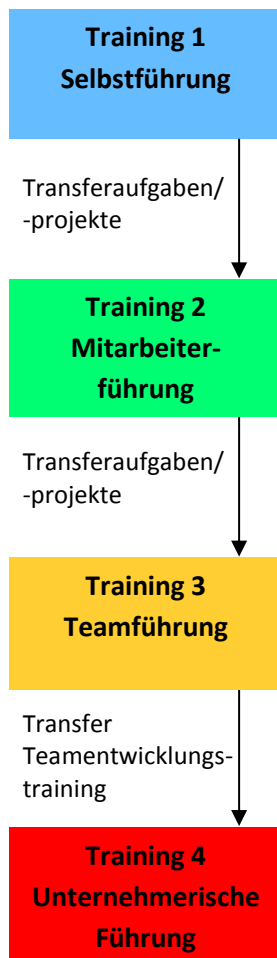 Training 1
Selbstführung
Transferaufgaben/
-projekte
Training 2
Mitarbeiter-
führung
Transferaufgaben/
-projekte
Training 3
Teamführung
Transfer
Teamentwicklungs-
training
Training 4
Unternehmerische
Führung